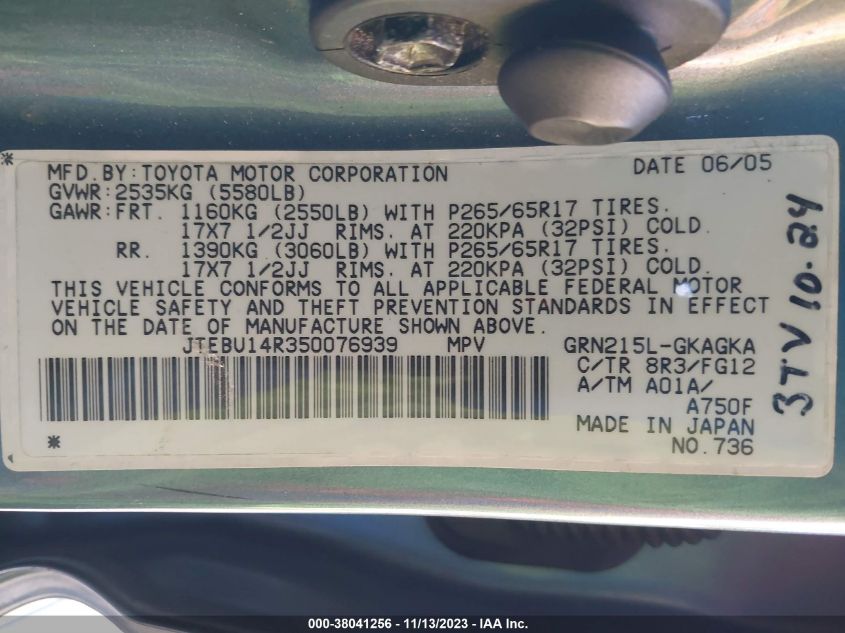 MFD.BY:TOYOTA MOTOR CORPORATION DATE 06/05
GVWR:2535KG (5580LB)
GAWR:FRT. 1160KG (2550LB) WITH P265/65R17 TIRES.
17X7 1/2JJ RIMS. AT 220KPA (32PSI) COLD.
RR. 1390KG (3060LB) WITH P265/65R17 TIRES.
17X7 1/2JJ RIMS. AT 220KPA (32PSI) COLD.
THIS VEHICLE CONFORMS TO ALL APPLICABLE FEDERAL MOTOR
VEHICLE SAFETY AND THEFT PREVENTION STANDARDS IN EFFECT
ON THE DATE OF MANUFACTURE SHOWN ABOVE.
JTEBU14R350076939 MPV GRN215L-GKAGKA
C/TR 8R3/FG12
A/TM A01A/
A750F
MADE IN JAPAN
NO.736
3TV 10.24
000-38041256 - 11/13/2023 - IAA Inc.